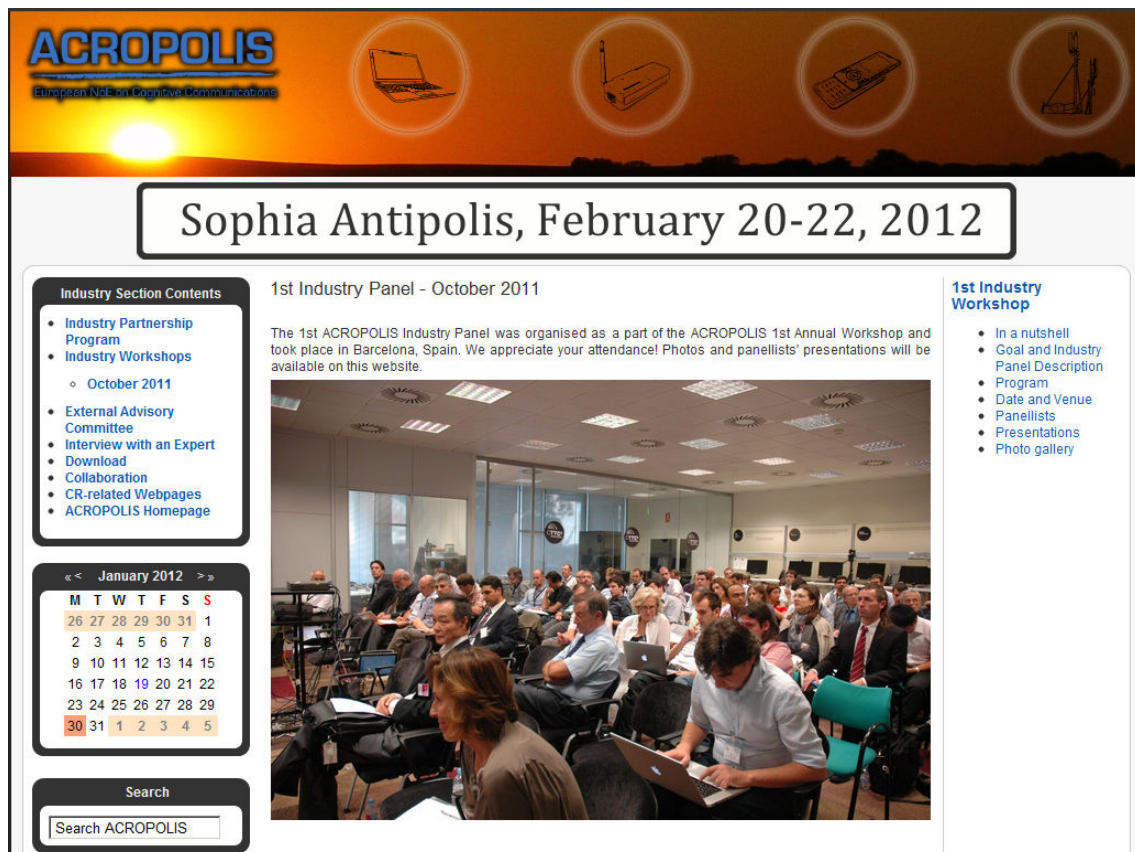 ACROPOLIS
European NoE on Cognitive Communications
Sophia Antipolis, February 20-22, 2012
Industry Section Contents
Industry Partnership
Program
Industry Workshops
October 2011
External Advisory
Committee
Interview with an Expert
Download
Collaboration
CR-related Webpages
ACROPOLIS Homepage
« < January 2012 > »
M T W T F S S
26 27 28 29 30 31 1
2 3 4 5 6 7 8
9 10 11 12 13 14 15
16 17 18 19 20 21 22
23 24 25 26 27 28 29
30 31 1 2 3 4 5
Search
Search ACROPOLIS
1st Industry Panel - October 2011
The 1st ACROPOLIS Industry Panel was organised as a part of the ACROPOLIS 1st Annual Workshop and
took place in Barcelona, Spain. We appreciate your attendance! Photos and panellists' presentations will be
available on this website.
1st Industry
Workshop
In a nutshell
Goal and Industry
Panel Description
Program
Date and Venue
Panellists
Presentations
Photo gallery